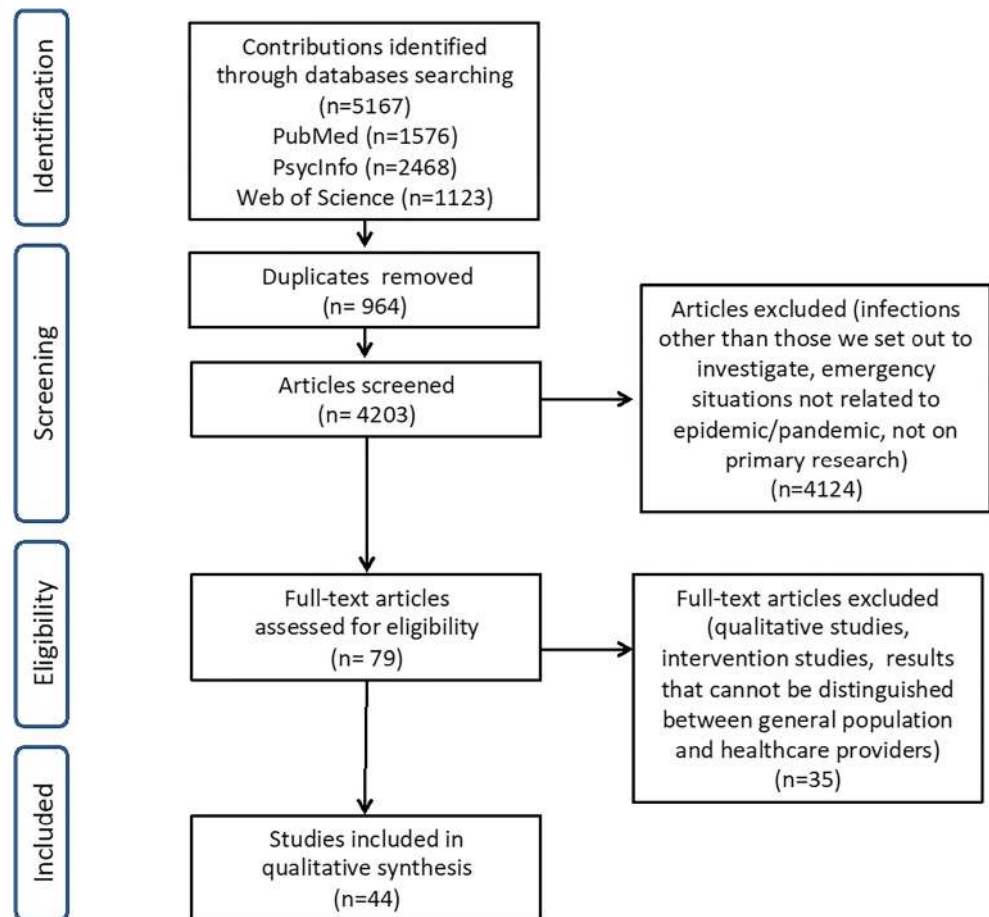 Identification
Contributions identified
through databases searching
(n=5167)
PubMed (n=1576)
PsycInfo (n=2468)
Web of Science (n=1123)
Screening
Duplicates removed
(n= 964)
Articles screened
(n= 4203)
Articles excluded (infections
other than those we set out to
investigate, emergency
situations not related to
epidemic/pandemic, not on
primary research)
(n=4124)
Eligibility
Full-text articles
assessed for eligibility
(n= 79)
Full-text articles excluded
(qualitative studies,
intervention studies, results
that cannot be distinguished
between general population
and healthcare providers)
(n=35)
Included
Studies included in
qualitative synthesis
(n=44)